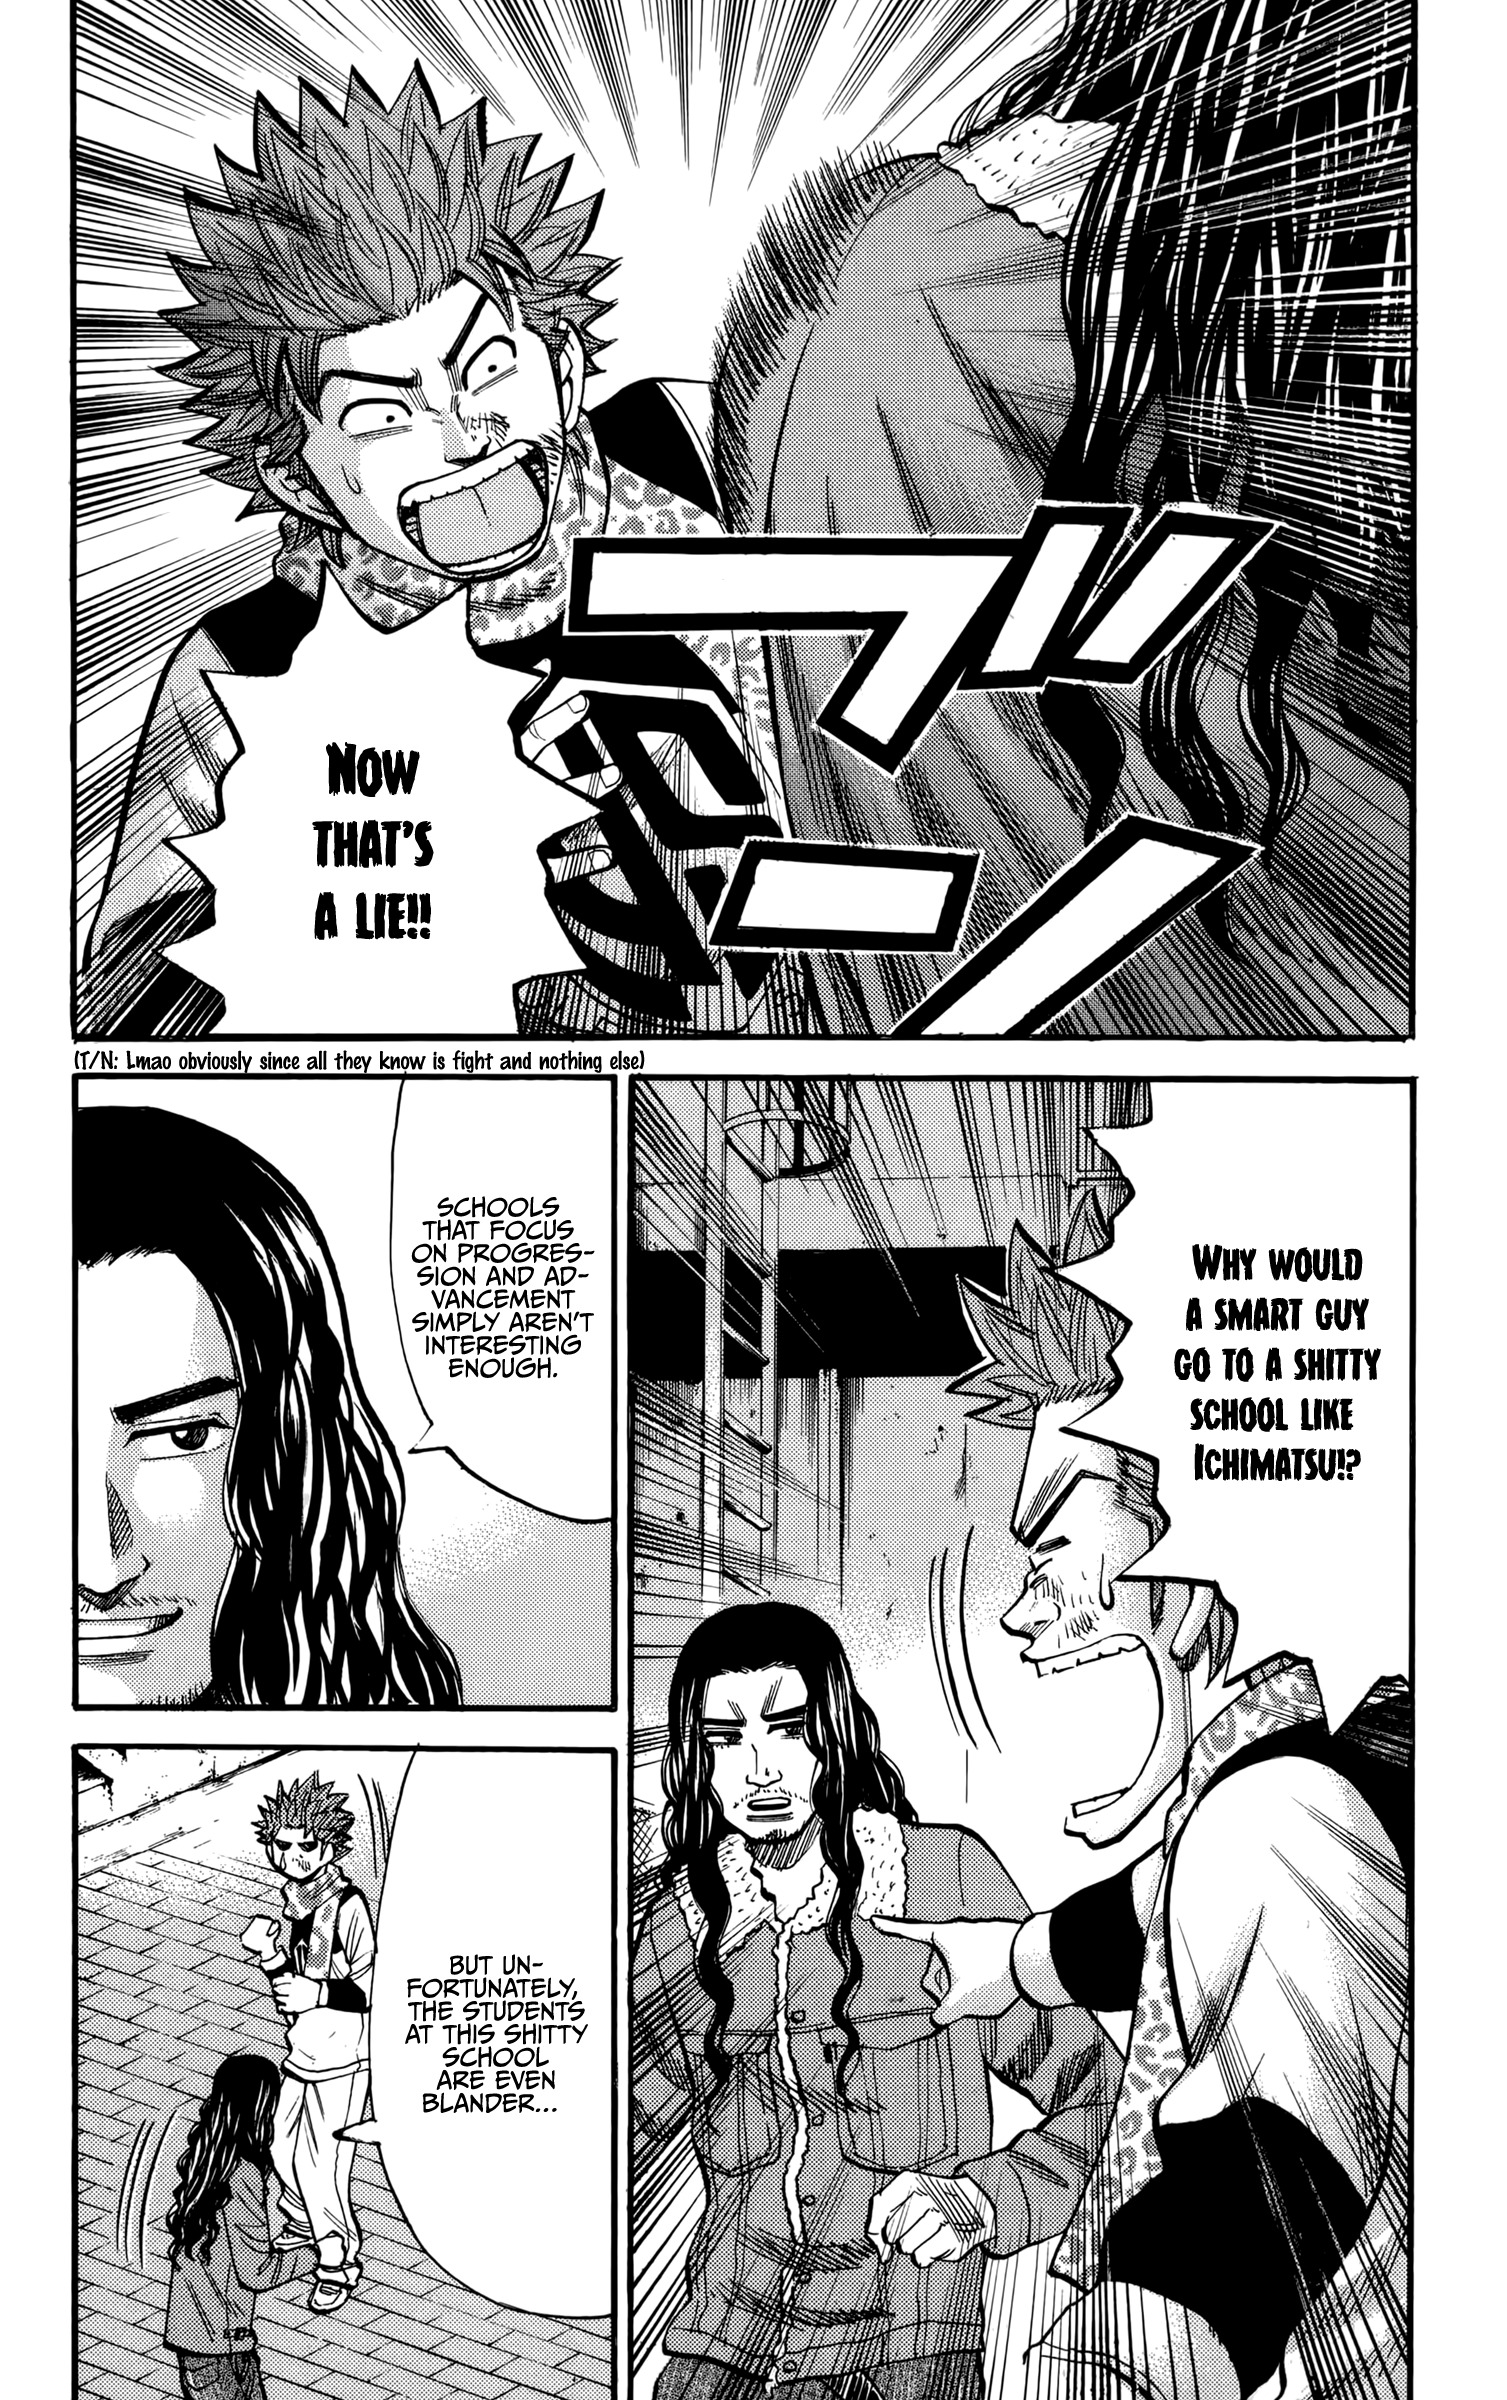 NOW
THAT'S
A LIE!!
ブーン
(T/N: Lmao obviously since all they know is fight and nothing else)
WHY WOULD
A SMART GUY
GO TO A SHITTY
SCHOOL LIKE
ICHIMATSU!?
SCHOOLS
THAT FOCUS
ON PROGRES-
SION AND AD-
VANCEMENT
SIMPLY AREN'T
INTERESTING
ENOUGH.
BUT UN-
FORTUNATELY,
THE STUDENTS
AT THIS SHITTY
SCHOOL
ARE EVEN
BLANDER...